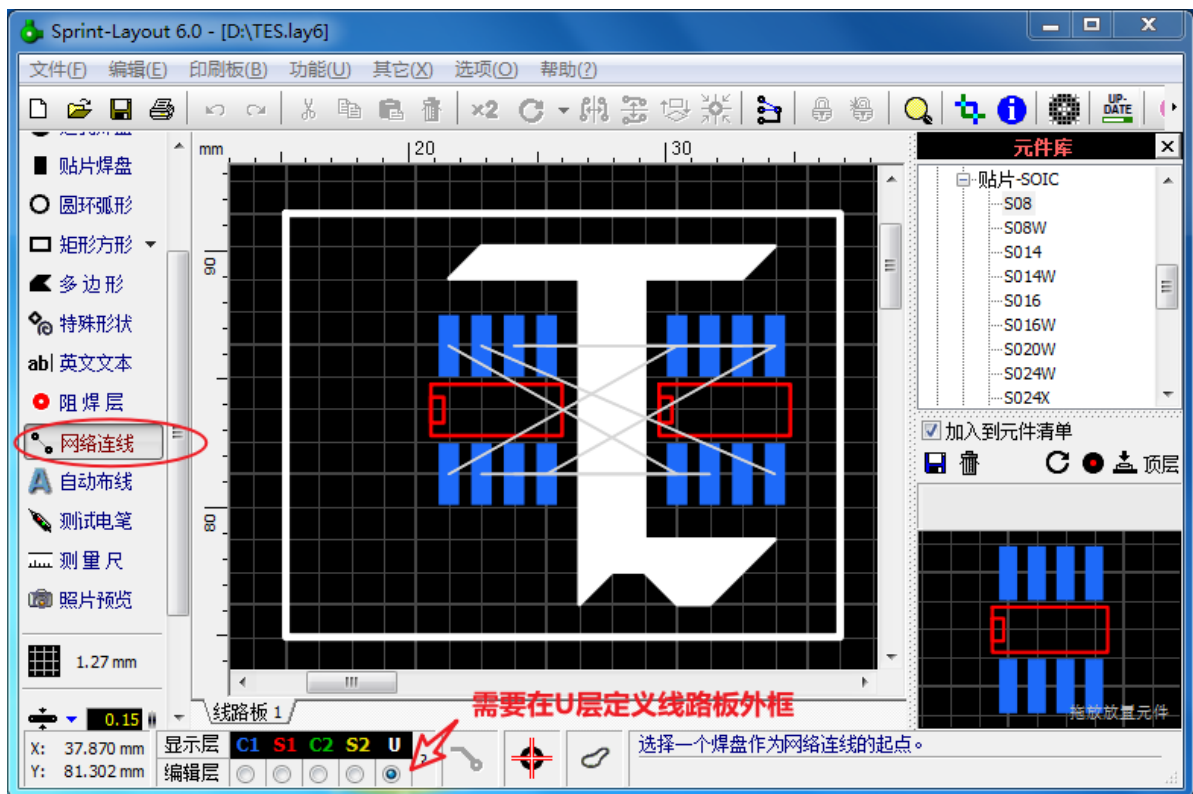 Sprint-Layout 6.0 - [D:\TES.lay6]
文件(F) 编辑(E) 印刷板(B) 功能(U) 其它(X) 选项(O) 帮助(?)
×2
UP-DATE
贴片焊盘
圆环弧形
矩形方形
多边形
特殊形状
ab| 英文文本
阻焊层
网络连线
自动布线
测试电笔
测量尺
照片预览
1.27 mm
0.15
mm
20
30
90
80
元件库
贴片-SOIC
S08
S08W
S014
S014W
S016
S016W
S020W
S024W
S024X
加入到元件清单
顶层
拖放放置元件
线路板 1
需要在U层定义线路板外框
X: 37.870 mm
Y: 81.302 mm
显示层 C1 S1 C2 S2 U
编辑层
?
选择一个焊盘作为网络连线的起点。